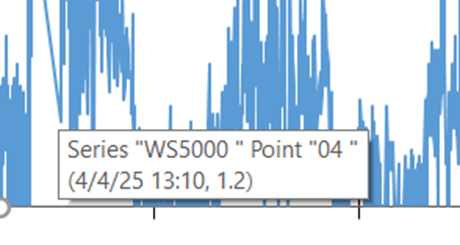 Series "WS5000 " Point "04 "
(4/4/25 13:10, 1.2)